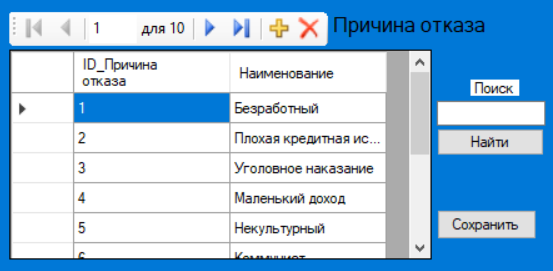 1 для 10 Причина отказа
ID_Причина отказа Наименование
1 Безработный
2 Плохая кредитная ис...
3 Уголовное наказание
4 Маленький доход
5 Некультурный
6 Коммунист
Поиск
Найти
Сохранить